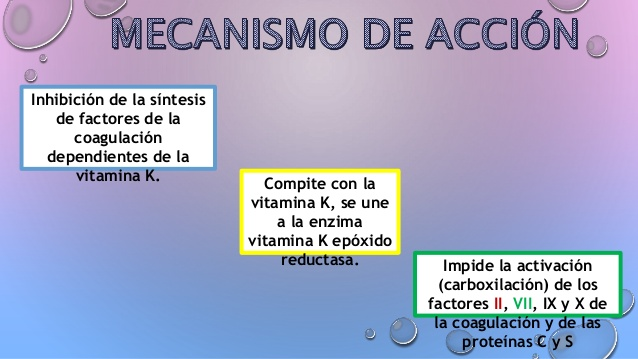 MECANISMO DE ACCIÓN
Inhibición de la síntesis
de factores de la
coagulación
dependientes de la
vitamina K.
Compite con la
vitamina K, se une
a la enzima
vitamina K epóxido
reductasa.
Impide la activación
(carboxilación) de los
factores II, VII, IX y X de
la coagulación y de las
proteínas C y S